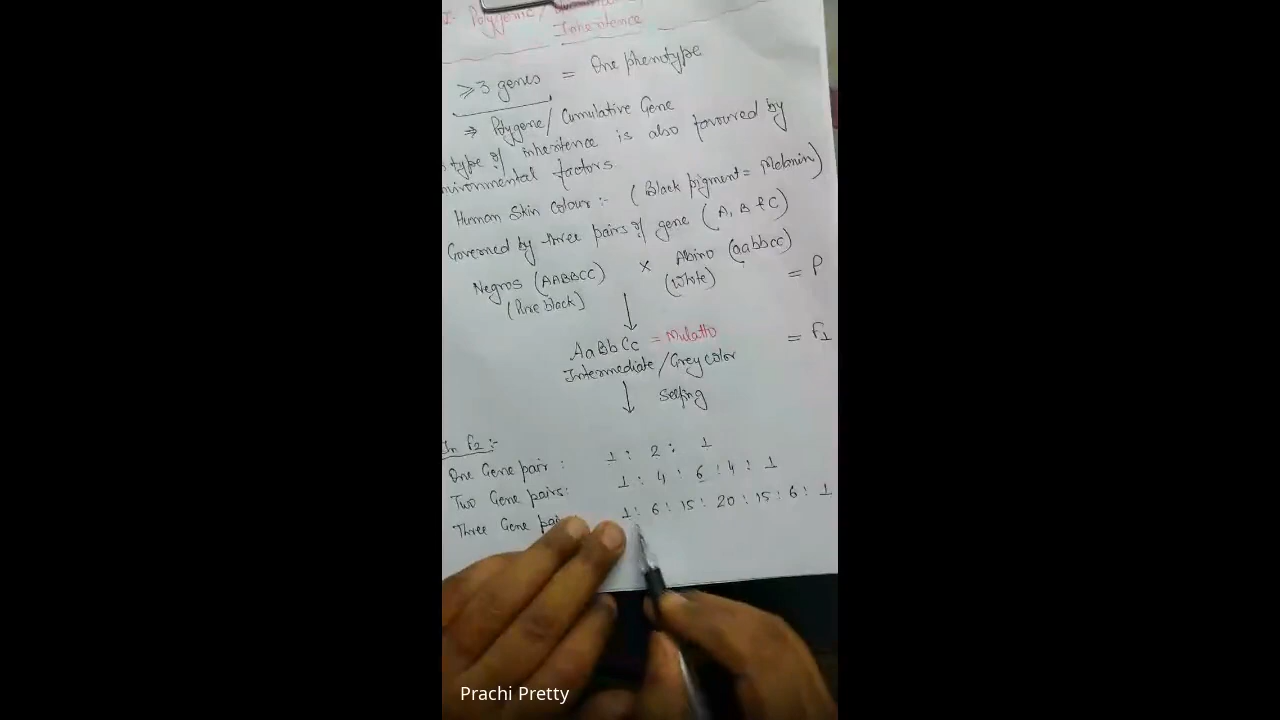 Polygenic /
Inheritence
≥3 genes = One phenotype
⇒ Polygene/ Cumulative Gene
type of inheritence is also favoured by
environmental factors.
Human Skin Colour :- (Black pigment = Melanin)
Governed by three pairs of gene (A, B & C)
Negros (AABBCC) × Albino (aabbcc)
(Pure black) (White) = P
AaBbCc = Mulatto = F1
Intermediate /Grey color
Selfing
In F2 :-
One Gene pair : 1 : 2 : 1
Two Gene pairs: 1 : 4 : 6 : 4 : 1
Three Gene 1 : 6 : 15 : 20 : 15 : 6 : 1
Prachi Pretty